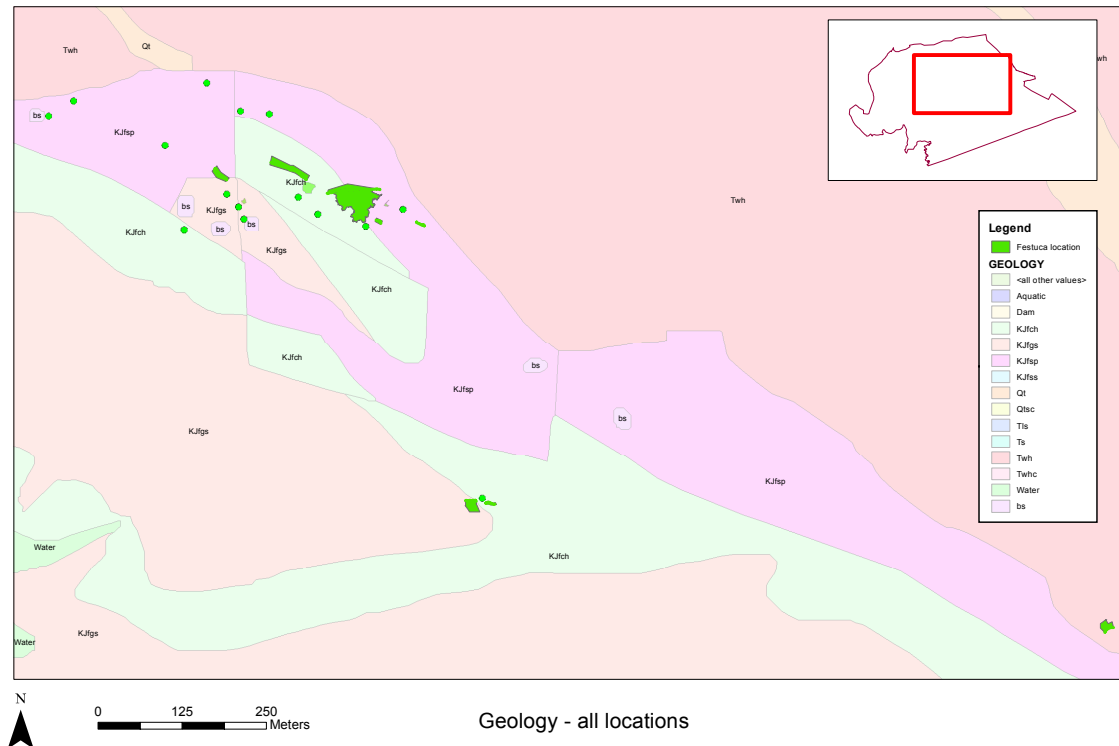 Twh
Qt
wh
bs
KJfsp
KJfch
bs
KJfgs
bs
bs
KJfch
KJfgs
Twh
KJfch
KJfch
bs
KJfsp
bs
KJfgs
KJfsp
Water
KJfch
KJfgs
Water
Legend
Festuca location
GEOLOGY
<all other values>
Aquatic
Dam
KJfch
KJfgs
KJfsp
KJfss
Qt
Qtsc
Tls
Ts
Twh
Twhc
Water
bs
N
0 125 250
Meters
Geology - all locations